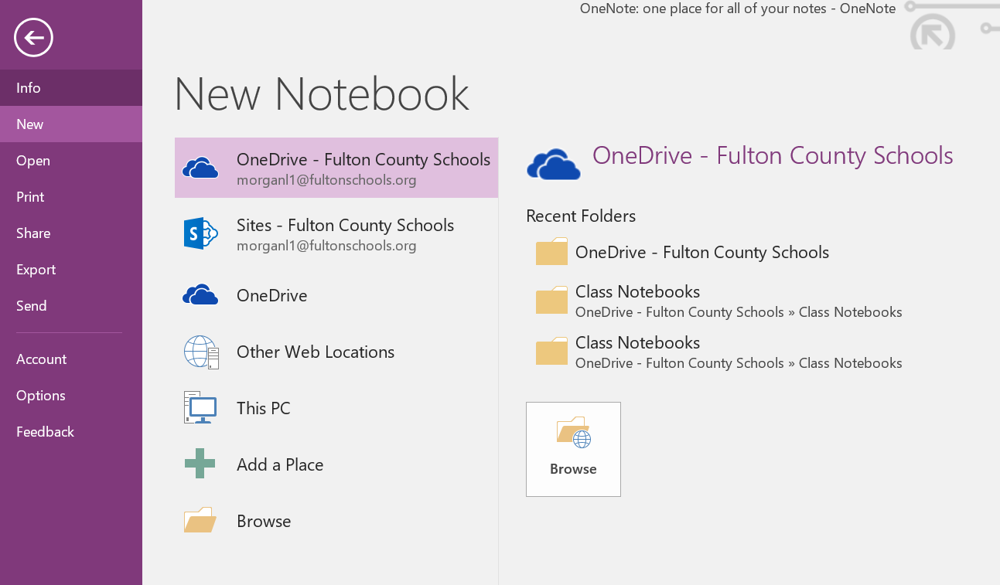 OneNote: one place for all of your notes - OneNote
Info
New
Open
Print
Share
Export
Send
Account
Options
Feedback
New Notebook
OneDrive - Fulton County Schools
morganl1@fultonschools.org
Sites - Fulton County Schools
morganl1@fultonschools.org
OneDrive
Other Web Locations
This PC
Add a Place
Browse
OneDrive - Fulton County Schools
Recent Folders
OneDrive - Fulton County Schools
Class Notebooks
OneDrive - Fulton County Schools » Class Notebooks
Class Notebooks
OneDrive - Fulton County Schools » Class Notebooks
Browse